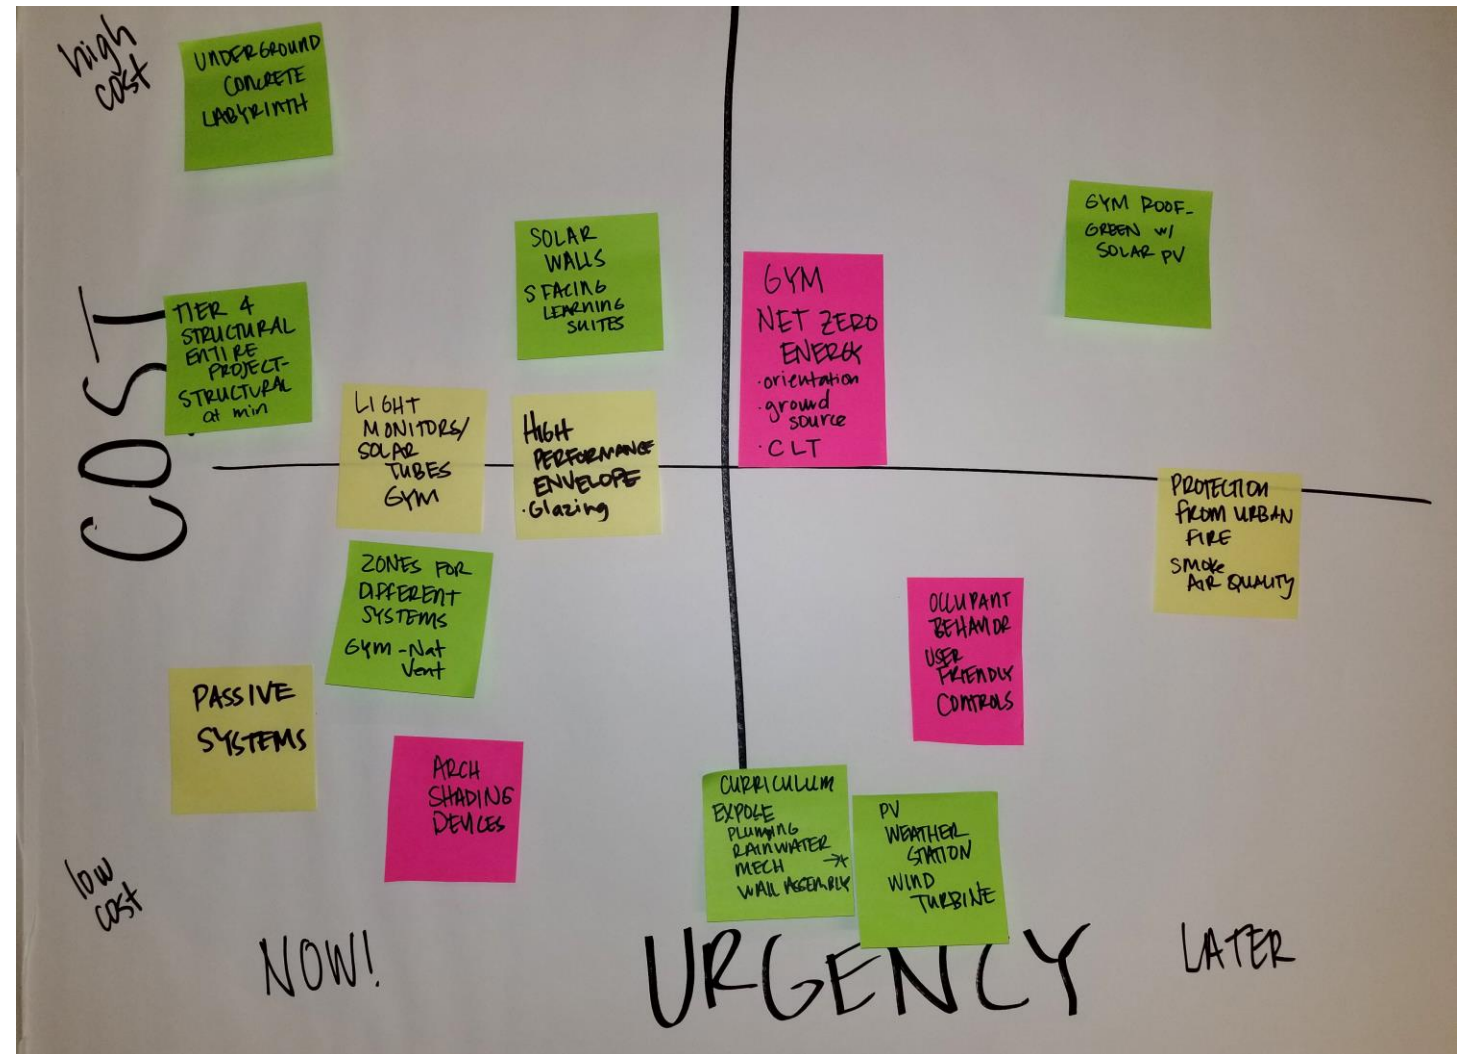 high
cost
UNDERGROUND
CONCRETE
LABYRINTH
GYM ROOF-
GREEN W/
SOLAR PV
SOLAR
WALLS
S FACING
LEARNING
SUITES
GYM
NET ZERO
ENERGY
·orientation
·ground
source
·CLT
COST
TIER 4
STRUCTURAL
ENTIRE
PROJECT-
STRUCTURAL
at min
LIGHT
MONITORS/
SOLAR
TUBES
GYM
HIGH
PERFORMANCE
ENVELOPE
·Glazing
PROTECTION
FROM URBAN
FIRE
SMOKE
AIR QUALITY
ZONES FOR
DIFFERENT
SYSTEMS
GYM-Nat
Vent
OCCUPANT
BEHAVIOR
USER
FRIENDLY
CONTROLS
PASSIVE
SYSTEMS
ARCH
SHADING
DEVICES
CURRICULUM
EXPOSE
PLUMBING
RAINWATER
MECH
WALL ASSEMBLY
PV
WEATHER
STATION
WIND
TURBINE
low
cost
NOW!
URGENCY
LATER